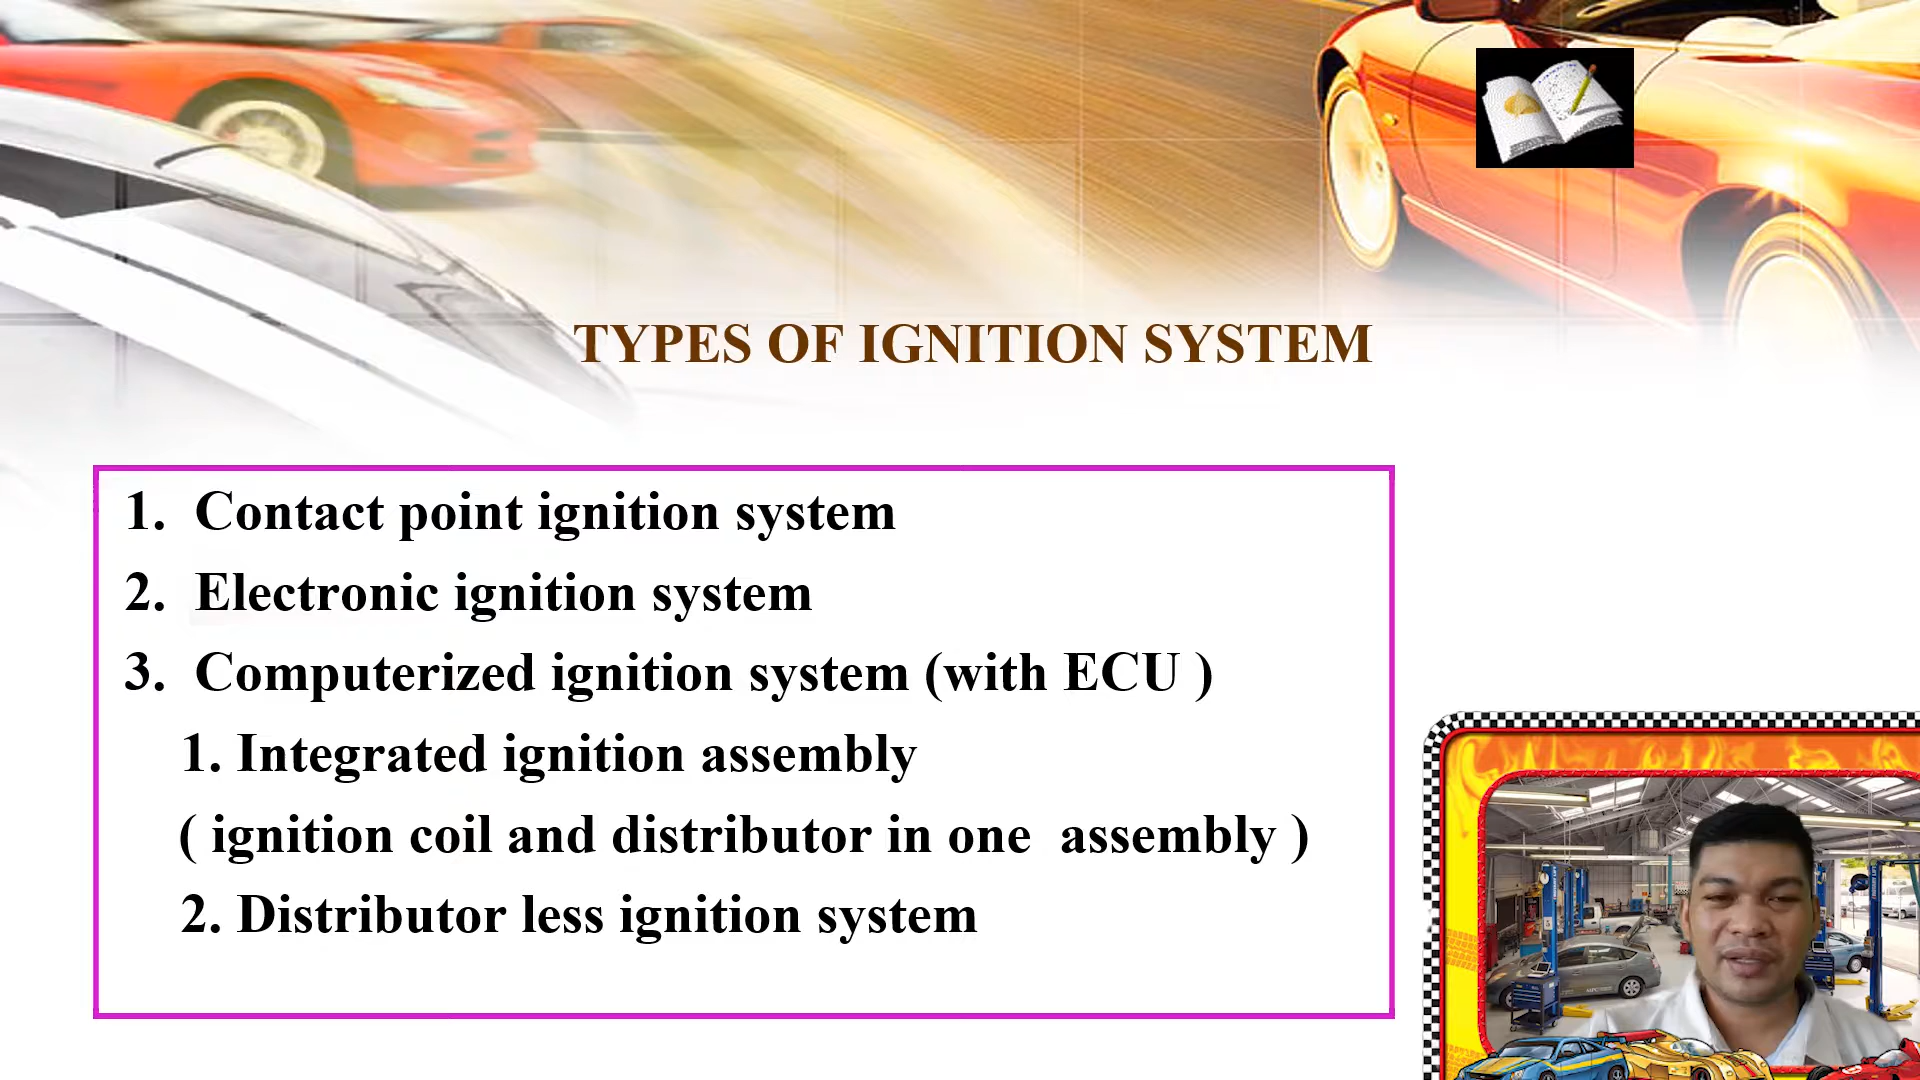 TYPES OF IGNITION SYSTEM
1. Contact point ignition system
2. Electronic ignition system
3. Computerized ignition system (with ECU )
1. Integrated ignition assembly
( ignition coil and distributor in one assembly )
2. Distributor less ignition system